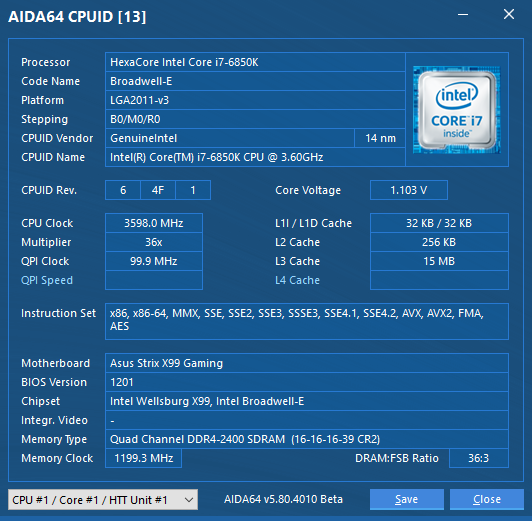 AIDA64 CPUID [13]
Processor HexaCore Intel Core i7-6850K
Code Name Broadwell-E
Platform LGA2011-v3
Stepping B0/M0/R0
CPUID Vendor GenuineIntel 14 nm
CPUID Name Intel(R) Core(TM) i7-6850K CPU @ 3.60GHz
intel
CORE i7
inside™
CPUID Rev. 6 4F 1 Core Voltage 1.103 V
CPU Clock 3598.0 MHz L1I / L1D Cache 32 KB / 32 KB
Multiplier 36x L2 Cache 256 KB
QPI Clock 99.9 MHz L3 Cache 15 MB
QPI Speed L4 Cache
Instruction Set x86, x86-64, MMX, SSE, SSE2, SSE3, SSSE3, SSE4.1, SSE4.2, AVX, AVX2, FMA,
AES
Motherboard Asus Strix X99 Gaming
BIOS Version 1201
Chipset Intel Wellsburg X99, Intel Broadwell-E
Integr. Video -
Memory Type Quad Channel DDR4-2400 SDRAM (16-16-16-39 CR2)
Memory Clock 1199.3 MHz DRAM:FSB Ratio 36:3
CPU #1 / Core #1 / HTT Unit #1 AIDA64 v5.80.4010 Beta Save Close